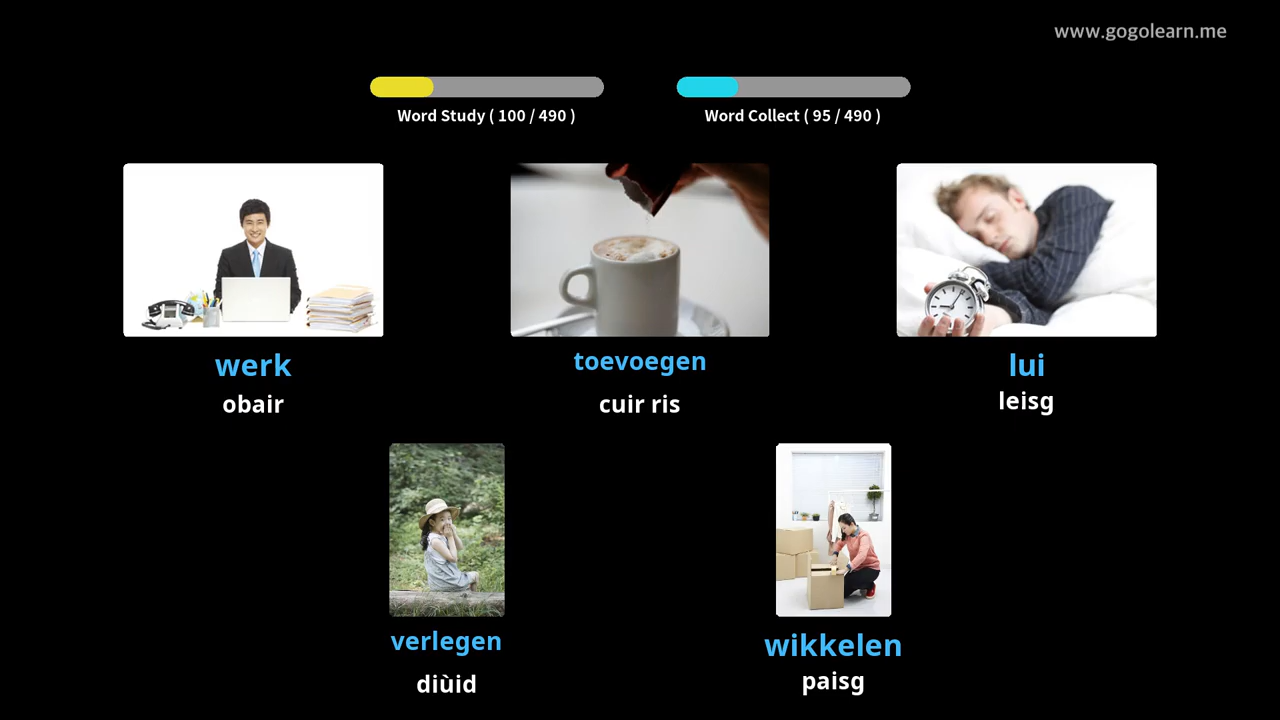 www.gogolearn.me
Word Study ( 100 / 490 )
Word Collect ( 95 / 490 )
werk
obair
toevoegen
cuir ris
lui
leisg
verlegen
diùid
wikkelen
paisg